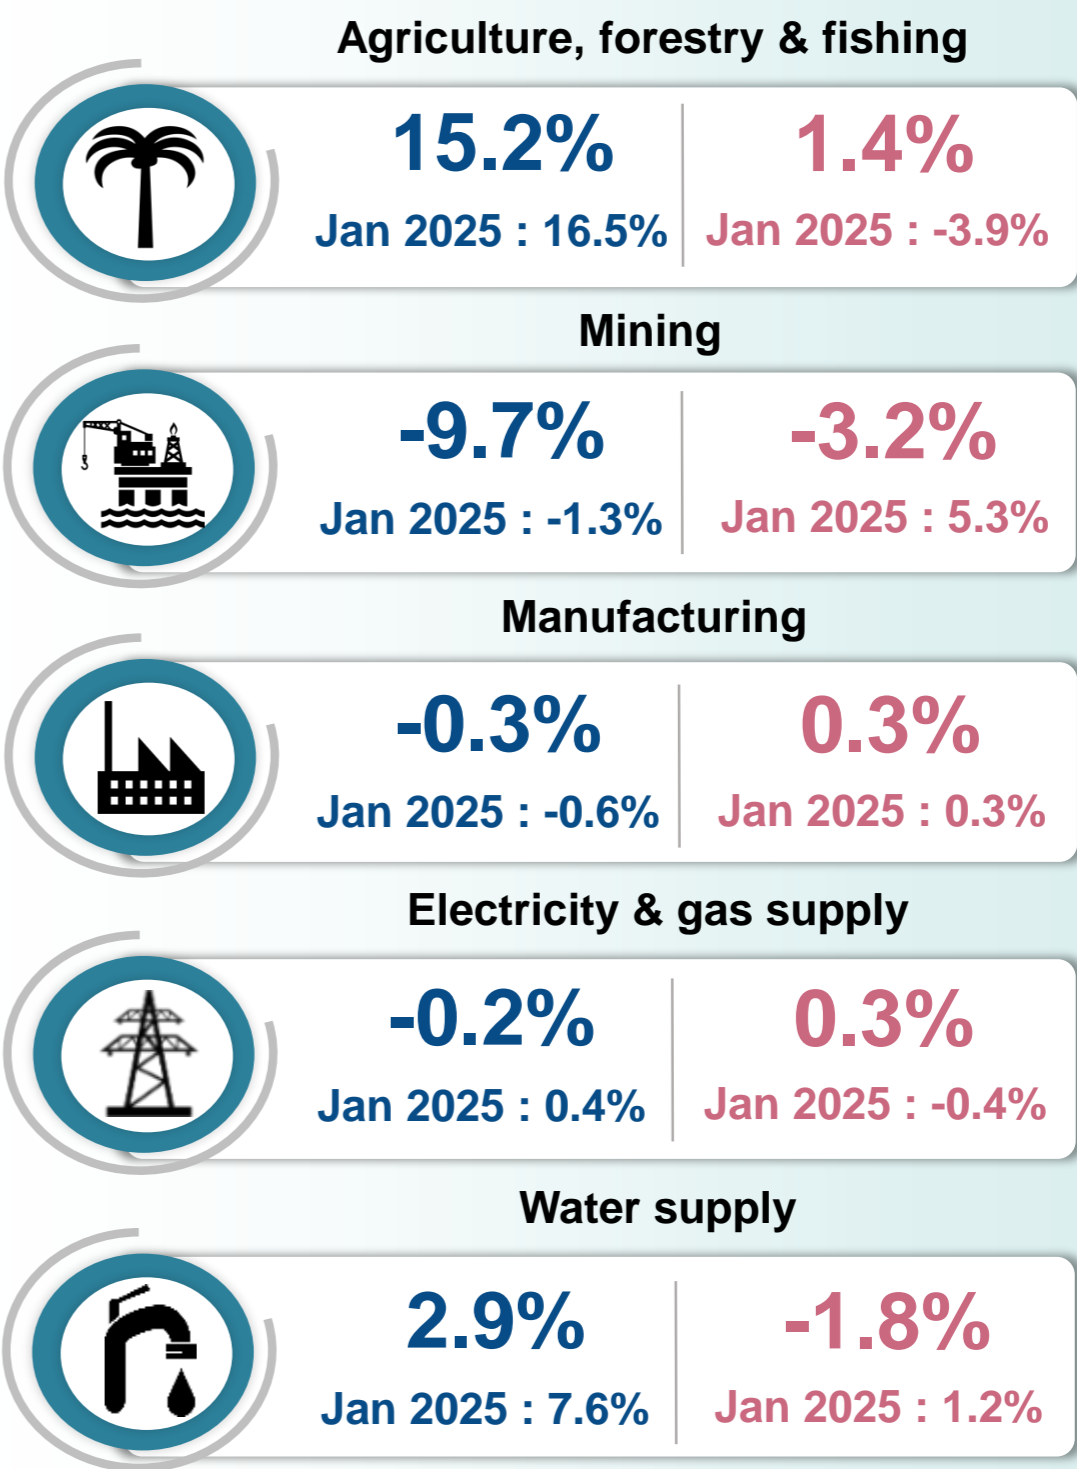 Agriculture, forestry & fishing
15.2%
1.4%
Jan 2025 : 16.5%
Jan 2025 : -3.9%
Mining
-9.7%
-3.2%
Jan 2025 : -1.3%
Jan 2025 : 5.3%
Manufacturing
-0.3%
0.3%
Jan 2025 : -0.6%
Jan 2025 : 0.3%
Electricity & gas supply
-0.2%
0.3%
Jan 2025 : 0.4%
Jan 2025 : -0.4%
Water supply
2.9%
-1.8%
Jan 2025 : 7.6%
Jan 2025 : 1.2%